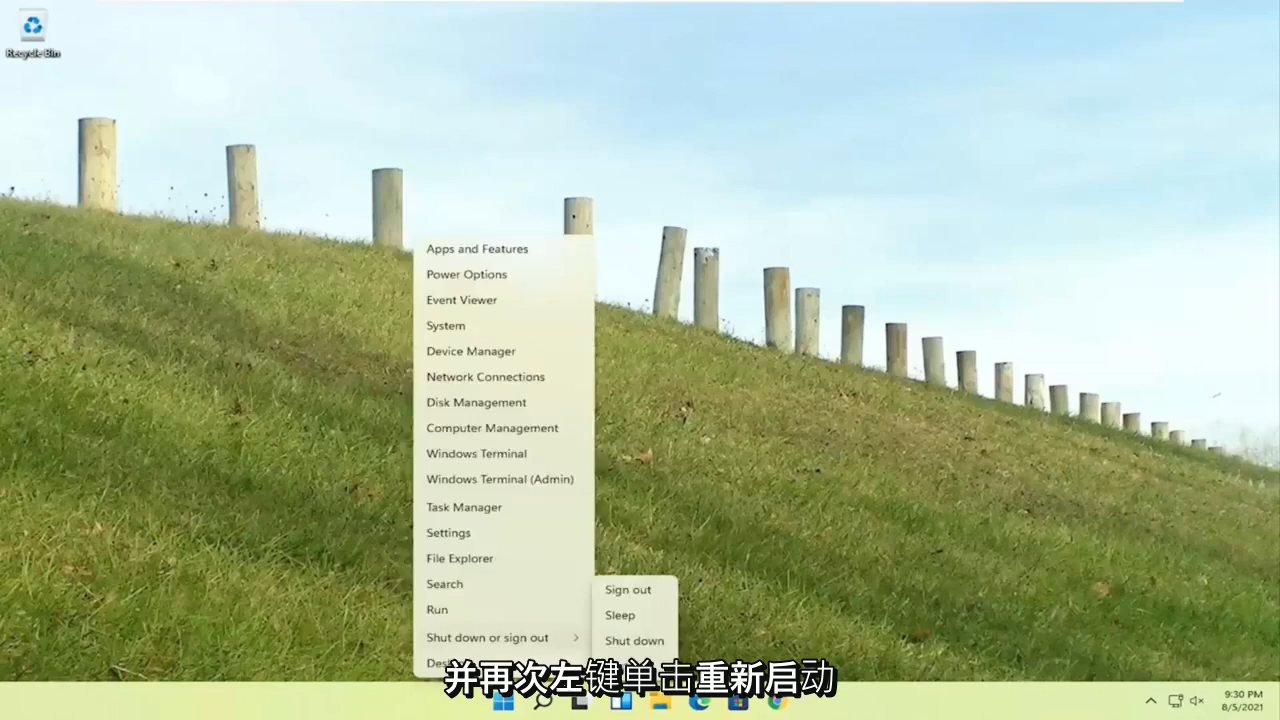 Recycle Bin
Apps and Features
Power Options
Event Viewer
System
Device Manager
Network Connections
Disk Management
Computer Management
Windows Terminal
Windows Terminal (Admin)
Task Manager
Settings
File Explorer
Search
Run
Shut down or sign out
Sign out
Sleep
Shut down
并再次左键单击重新启动
9:30 PM
8/5/2021